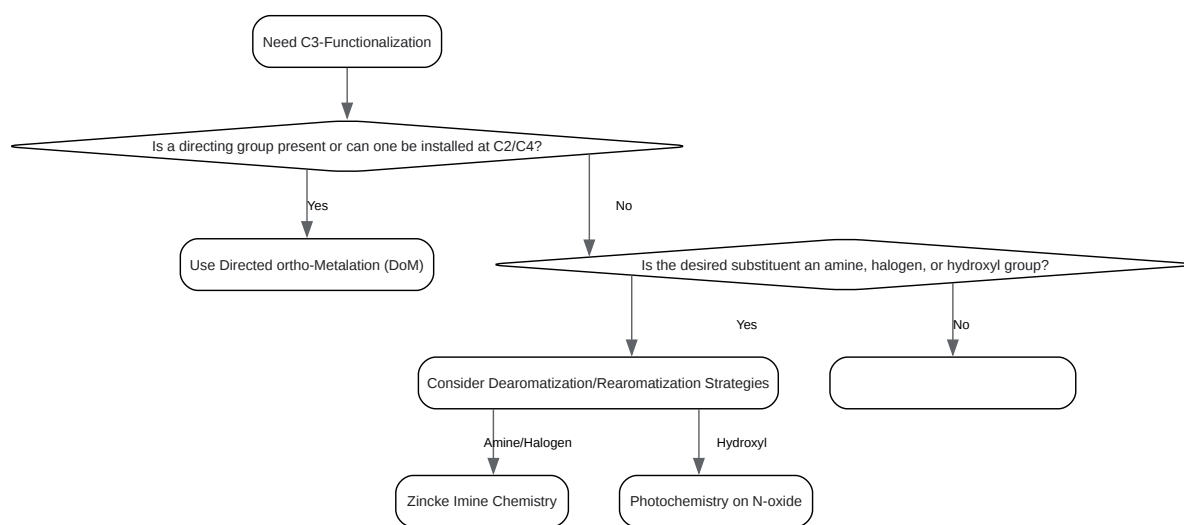 Need C3-Functionalization
Is a directing group present or can one be installed at C2/C4?
Yes
No
Use Directed ortho-Metalation (DoM)
Is the desired substituent an amine, halogen, or hydroxyl group?
Yes
No
Consider Dearomatization/Rearomatization Strategies
Amine/Halogen
Hydroxyl
Zincke Imine Chemistry
Photochemistry on N-oxide